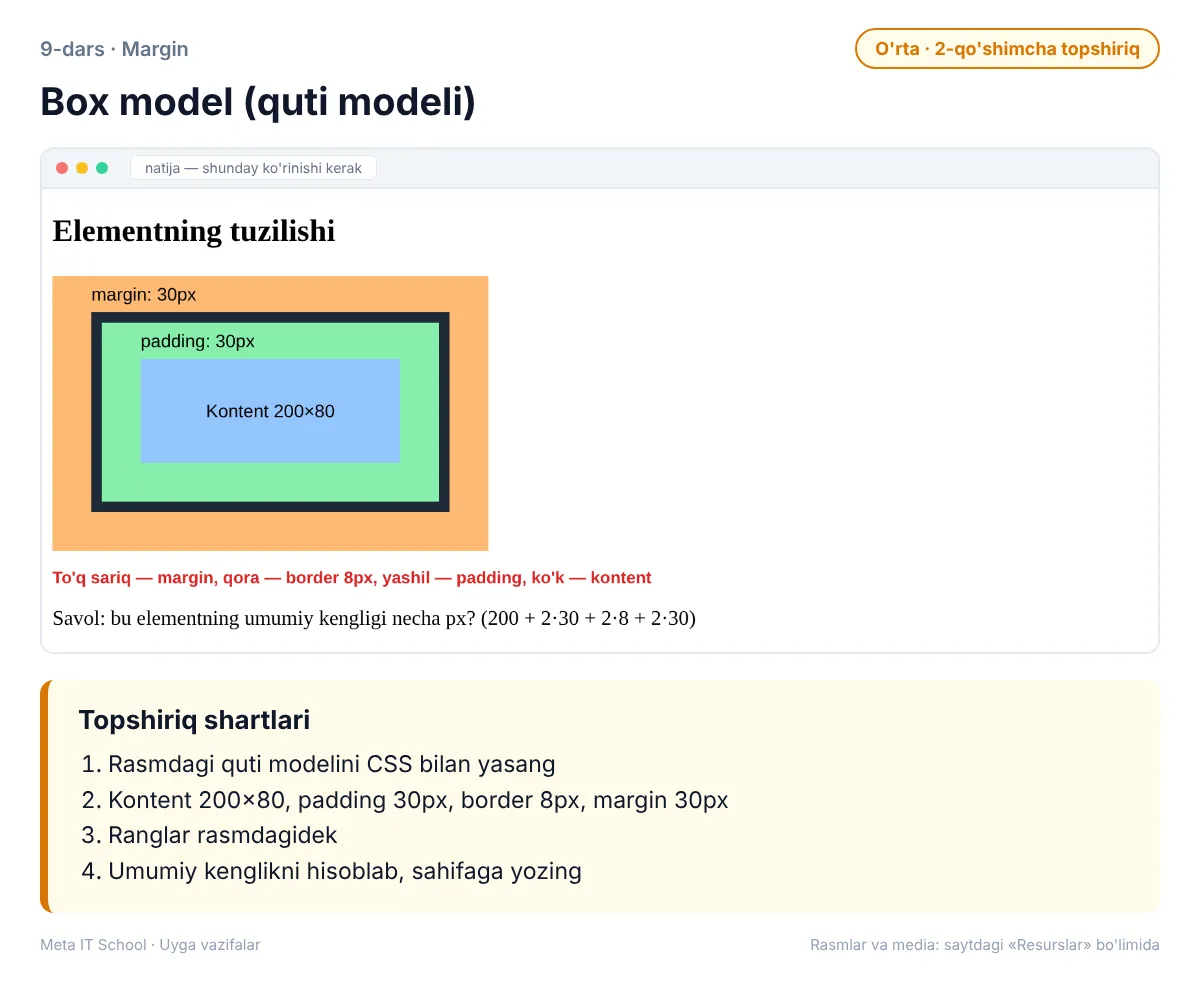 9-dars · Margin
O'rta · 2-qo'shimcha topshiriq
Box model (quti modeli)
natija — shunday ko'rinishi kerak
Elementning tuzilishi
margin: 30px
padding: 30px
Kontent 200×80
To'q sariq — margin, qora — border 8px, yashil — padding, ko'k — kontent
Savol: bu elementning umumiy kengligi necha px? (200 + 2·30 + 2·8 + 2·30)
Topshiriq shartlari
1. Rasmdagi quti modelini CSS bilan yasang
2. Kontent 200×80, padding 30px, border 8px, margin 30px
3. Ranglar rasmdagidek
4. Umumiy kenglikni hisoblab, sahifaga yozing
Meta IT School · Uyga vazifalar
Rasmlar va media: saytdagi «Resurslar» bo'limida